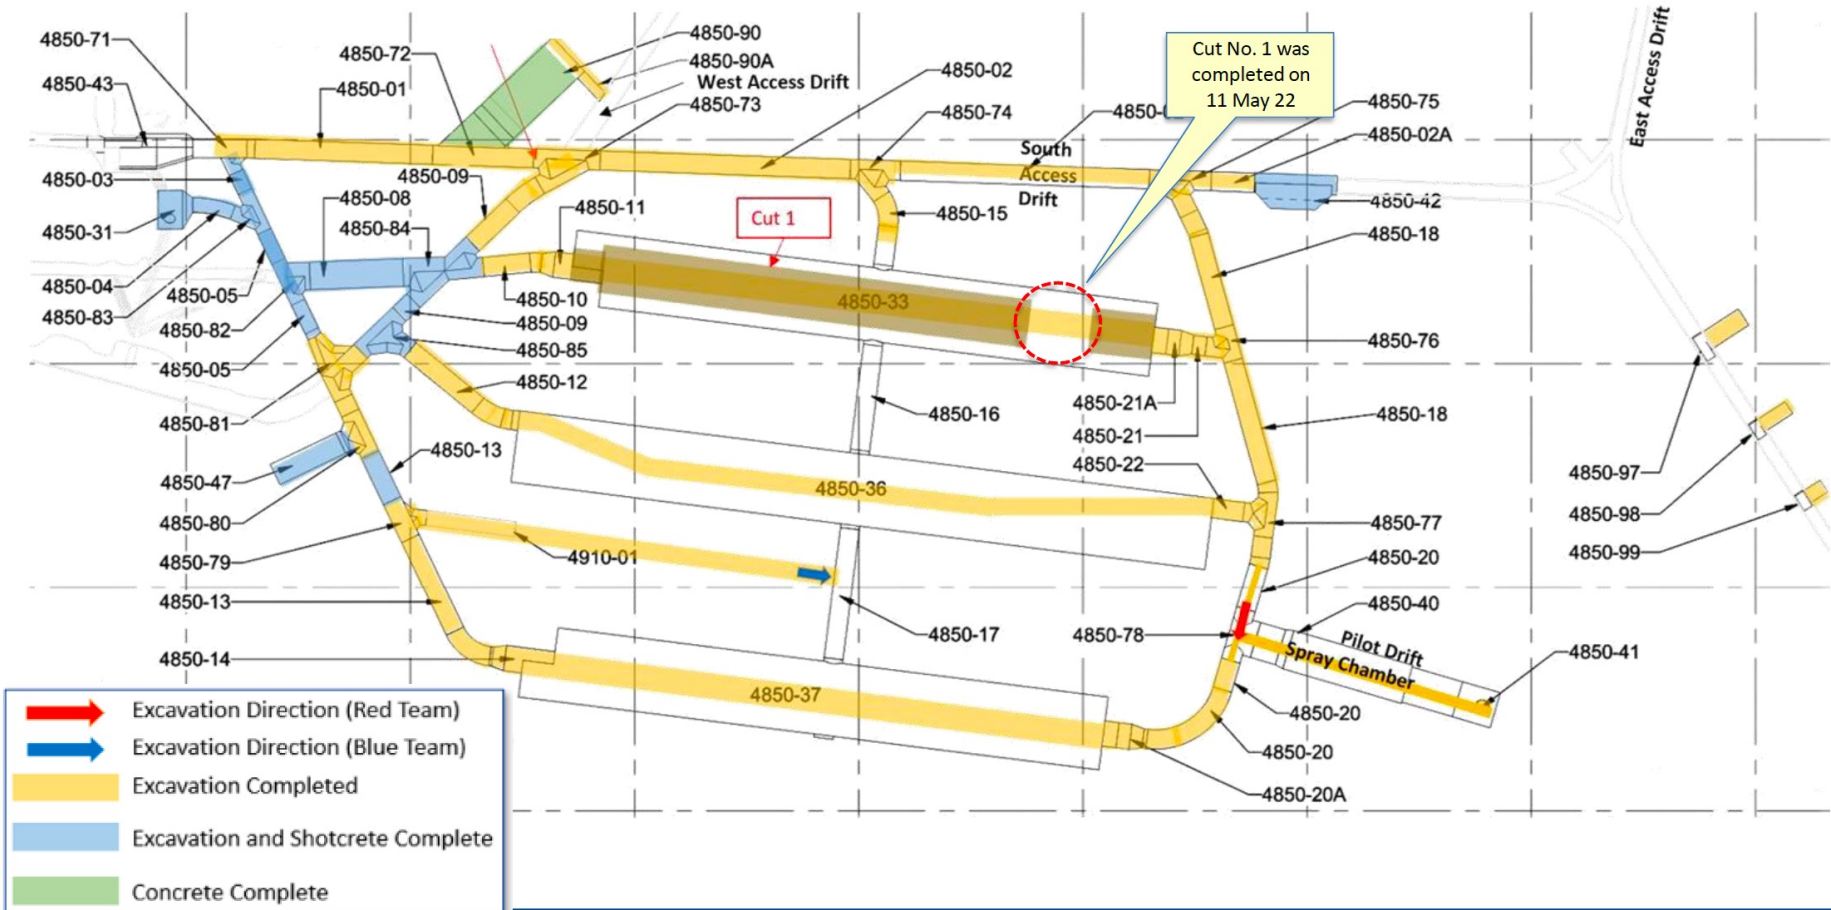 4850-71
4850-43
4850-72
4850-01
4850-90
4850-90A
West Access Drift
4850-73
4850-02
4850-74
Cut No. 1 was
completed on
11 May 22
4850-75
4850-02A
East Access Drift
South
Access
Drift
4850-03
4850-09
4850-08
4850-84
4850-11
Cut 1
4850-15
4850-42
4850-31
4850-18
4850-04
4850-05
4850-83
4850-82
4850-10
4850-09
4850-33
4850-85
4850-76
4850-05
4850-12
4850-81
4850-16
4850-21A
4850-21
4850-18
4850-13
4850-22
4850-47
4850-36
4850-97
4850-80
4850-77
4850-98
4850-79
4910-01
4850-20
4850-99
4850-13
4850-40
4850-17
4850-78
Pilot Drift
Spray Chamber
4850-41
4850-14
4850-37
4850-20
4850-20
4850-20A
Excavation Direction (Red Team)
Excavation Direction (Blue Team)
Excavation Completed
Excavation and Shotcrete Complete
Concrete Complete